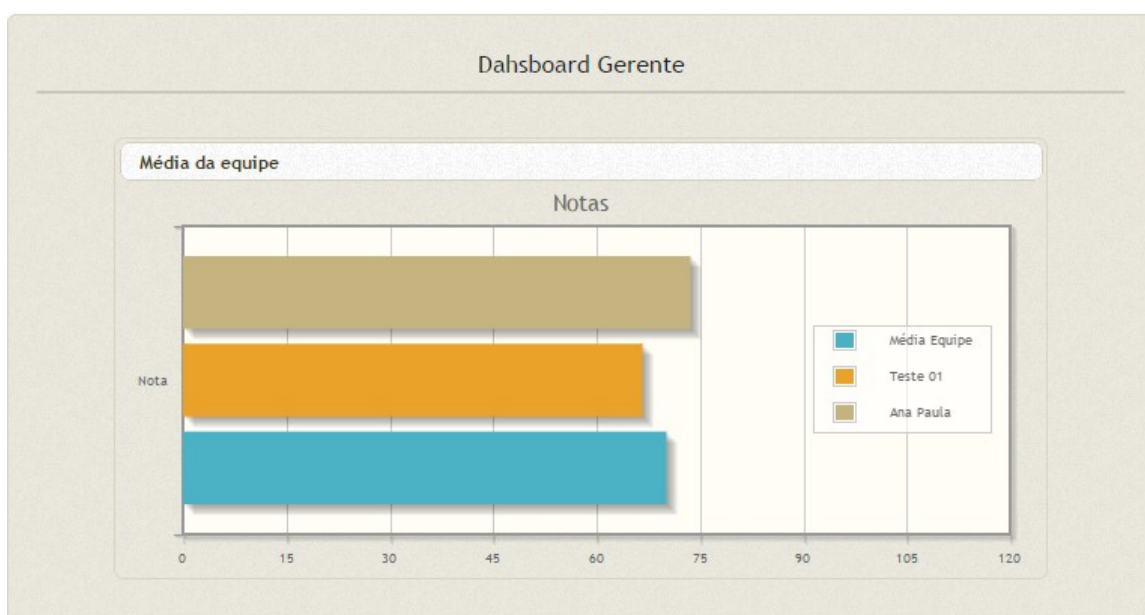 Dahsboard Gerente
Média da equipe
Notas
Nota
Média Equipe
Teste 01
Ana Paula
0 15 30 45 60 75 90 105 120